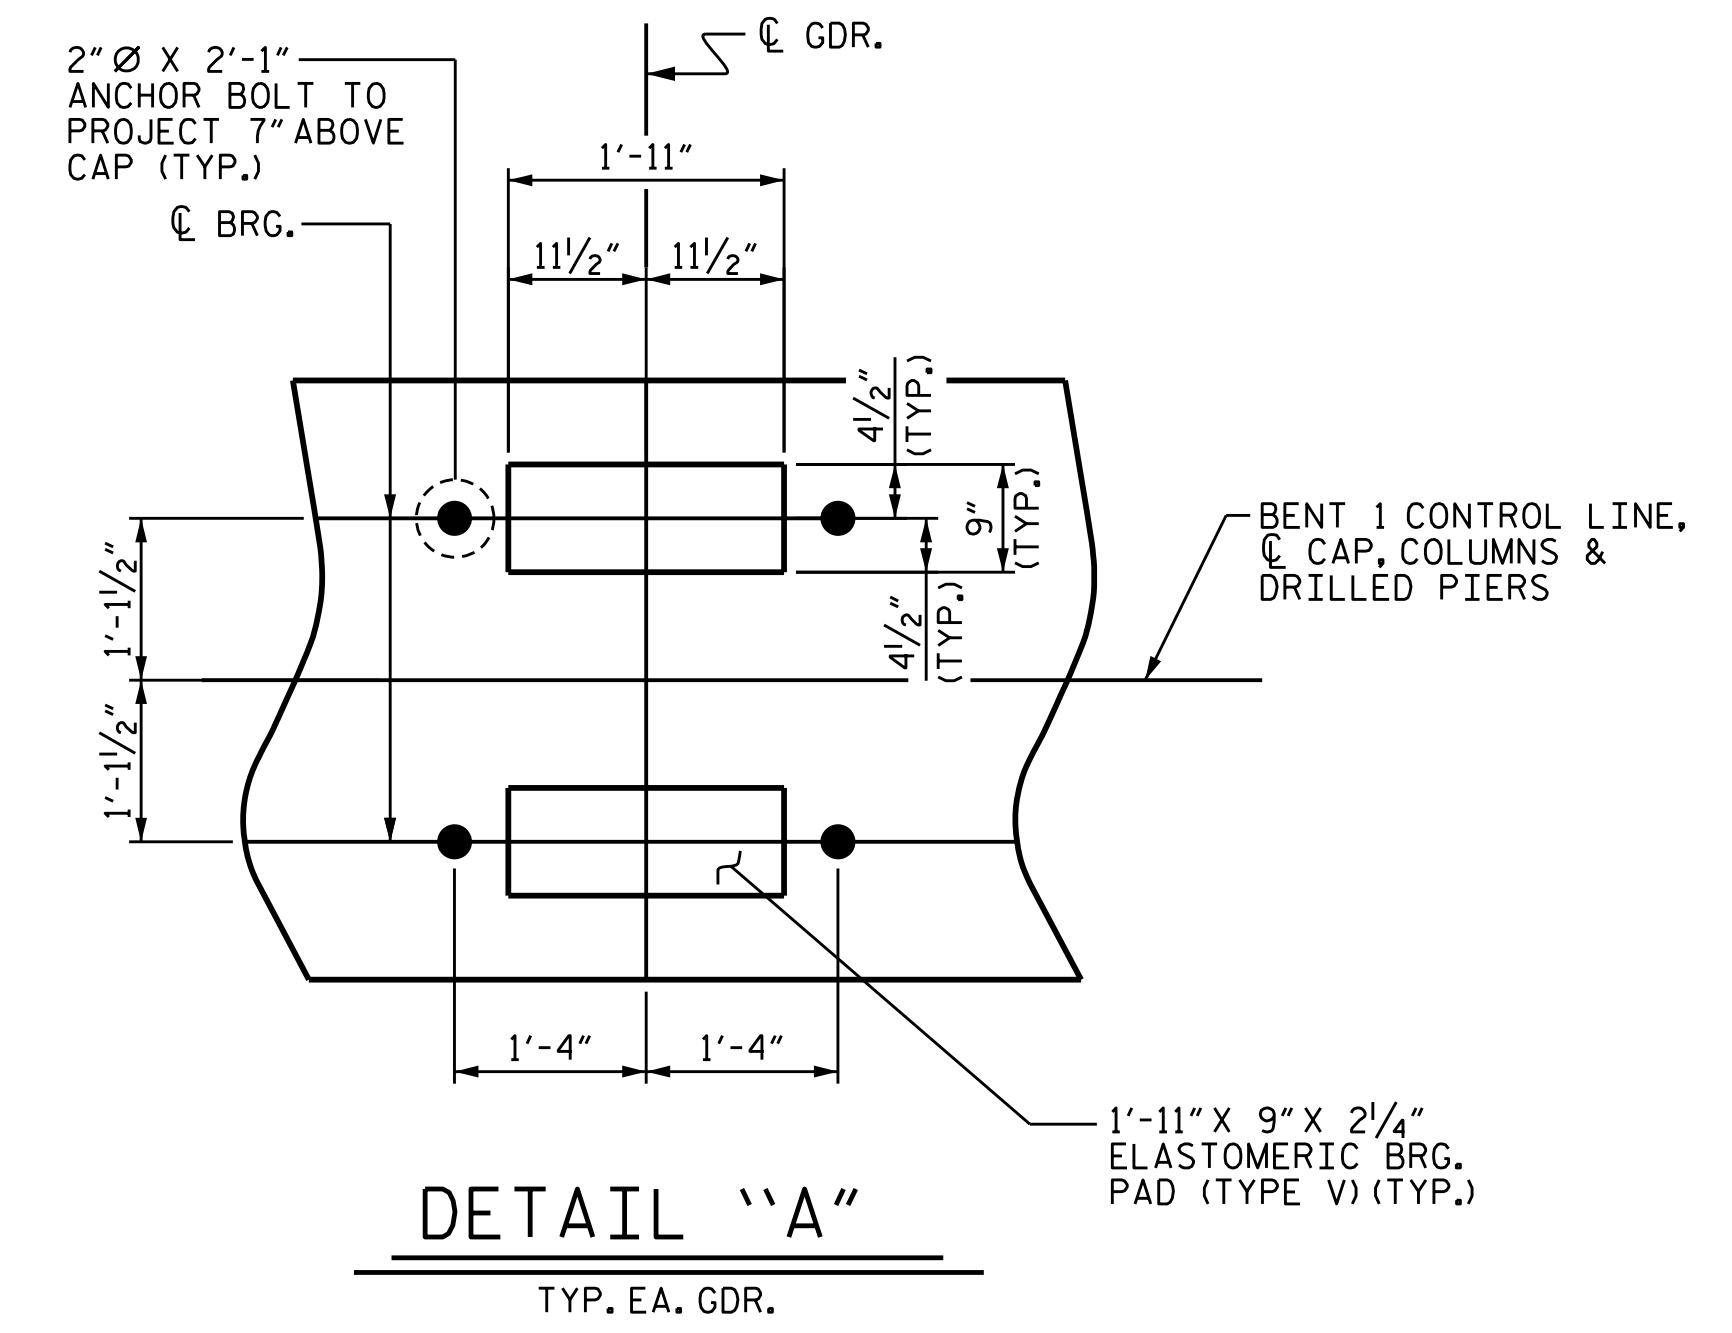 ℄ GDR.
2"Ø X 2'-1"
ANCHOR BOLT TO
PROJECT 7" ABOVE
CAP (TYP.)
℄ BRG.
1'-11"
11½" 11½"
4½"
(TYP.)
9"
(TYP.)
4½"
(TYP.)
1'-1½"
1'-1½"
BENT 1 CONTROL LINE,
℄ CAP, COLUMNS &
DRILLED PIERS
1'-4" 1'-4"
1'-11" X 9" X 2¼"
ELASTOMERIC BRG.
PAD (TYPE V) (TYP.)
DETAIL "A"
TYP. EA. GDR.